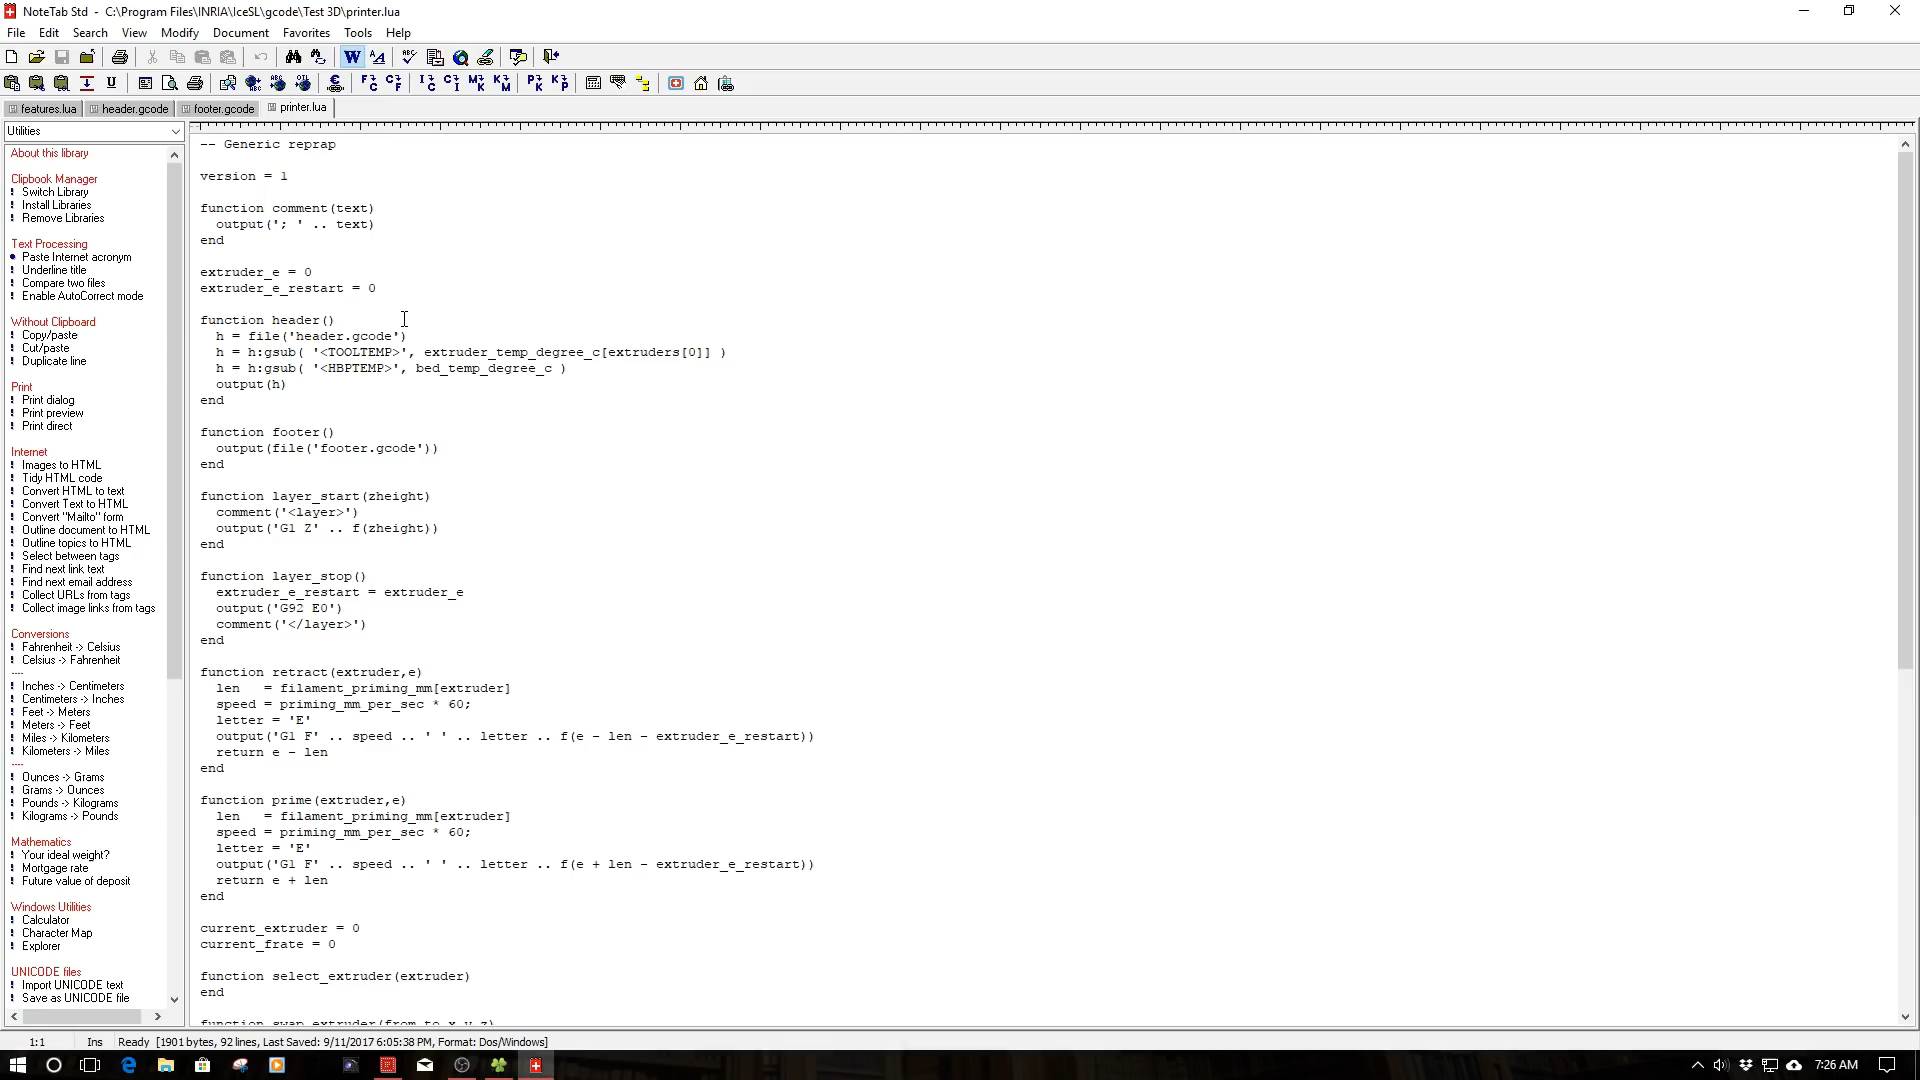 NoteTab Std - C:\Program Files\INRIA\IceSL\gcode\Test 3D\printer.lua
File Edit Search View Modify Document Favorites Tools Help
features.lua header.gcode footer.gcode printer.lua
Utilities
About this library
Clipbook Manager
! Switch Library
! Install Libraries
! Remove Libraries
Text Processing
Paste Internet acronym
! Underline title
! Compare two files
! Enable AutoCorrect mode
Without Clipboard
! Copy/paste
! Cut/paste
! Duplicate line
Print
! Print dialog
! Print preview
! Print direct
Internet
! Images to HTML
! Tidy HTML code
! Convert HTML to text
! Convert Text to HTML
! Convert "Mailto" form
! Outline document to HTML
! Outline topics to HTML
! Select between tags
! Find next link text
! Find next email address
! Collect URLs from tags
! Collect image links from tags
Conversions
! Fahrenheit -> Celsius
! Celsius -> Fahrenheit
----
! Inches -> Centimeters
! Centimeters -> Inches
! Feet -> Meters
! Meters -> Feet
! Miles -> Kilometers
! Kilometers -> Miles
----
! Ounces -> Grams
! Grams -> Ounces
! Pounds -> Kilograms
! Kilograms -> Pounds
Mathematics
! Your ideal weight?
! Mortgage rate
! Future value of deposit
Windows Utilities
! Calculator
! Character Map
! Explorer
UNICODE files
! Import UNICODE text
! Save as UNICODE file
-- Generic reprap
version = 1
function comment(text)
output('; ' .. text)
end
extruder_e = 0
extruder_e_restart = 0
function header()
h = file('header.gcode')
h = h:gsub( '<TOOLTEMP>', extruder_temp_degree_c[extruders[0]] )
h = h:gsub( '<HBPTEMP>', bed_temp_degree_c )
output(h)
end
function footer()
output(file('footer.gcode'))
end
function layer_start(zheight)
comment('<layer>')
output('G1 Z' .. f(zheight))
end
function layer_stop()
extruder_e_restart = extruder_e
output('G92 E0')
comment('</layer>')
end
function retract(extruder,e)
len   = filament_priming_mm[extruder]
speed = priming_mm_per_sec * 60;
letter = 'E'
output('G1 F' .. speed .. ' ' .. letter .. f(e - len - extruder_e_restart))
return e - len
end
function prime(extruder,e)
len   = filament_priming_mm[extruder]
speed = priming_mm_per_sec * 60;
letter = 'E'
output('G1 F' .. speed .. ' ' .. letter .. f(e + len - extruder_e_restart))
return e + len
end
current_extruder = 0
current_frate = 0
function select_extruder(extruder)
end
function swap_extruder(from,to,x,y,z)
1:1 Ins Ready [1901 bytes, 92 lines, Last Saved: 9/11/2017 6:05:38 PM, Format: Dos/Windows]
7:26 AM